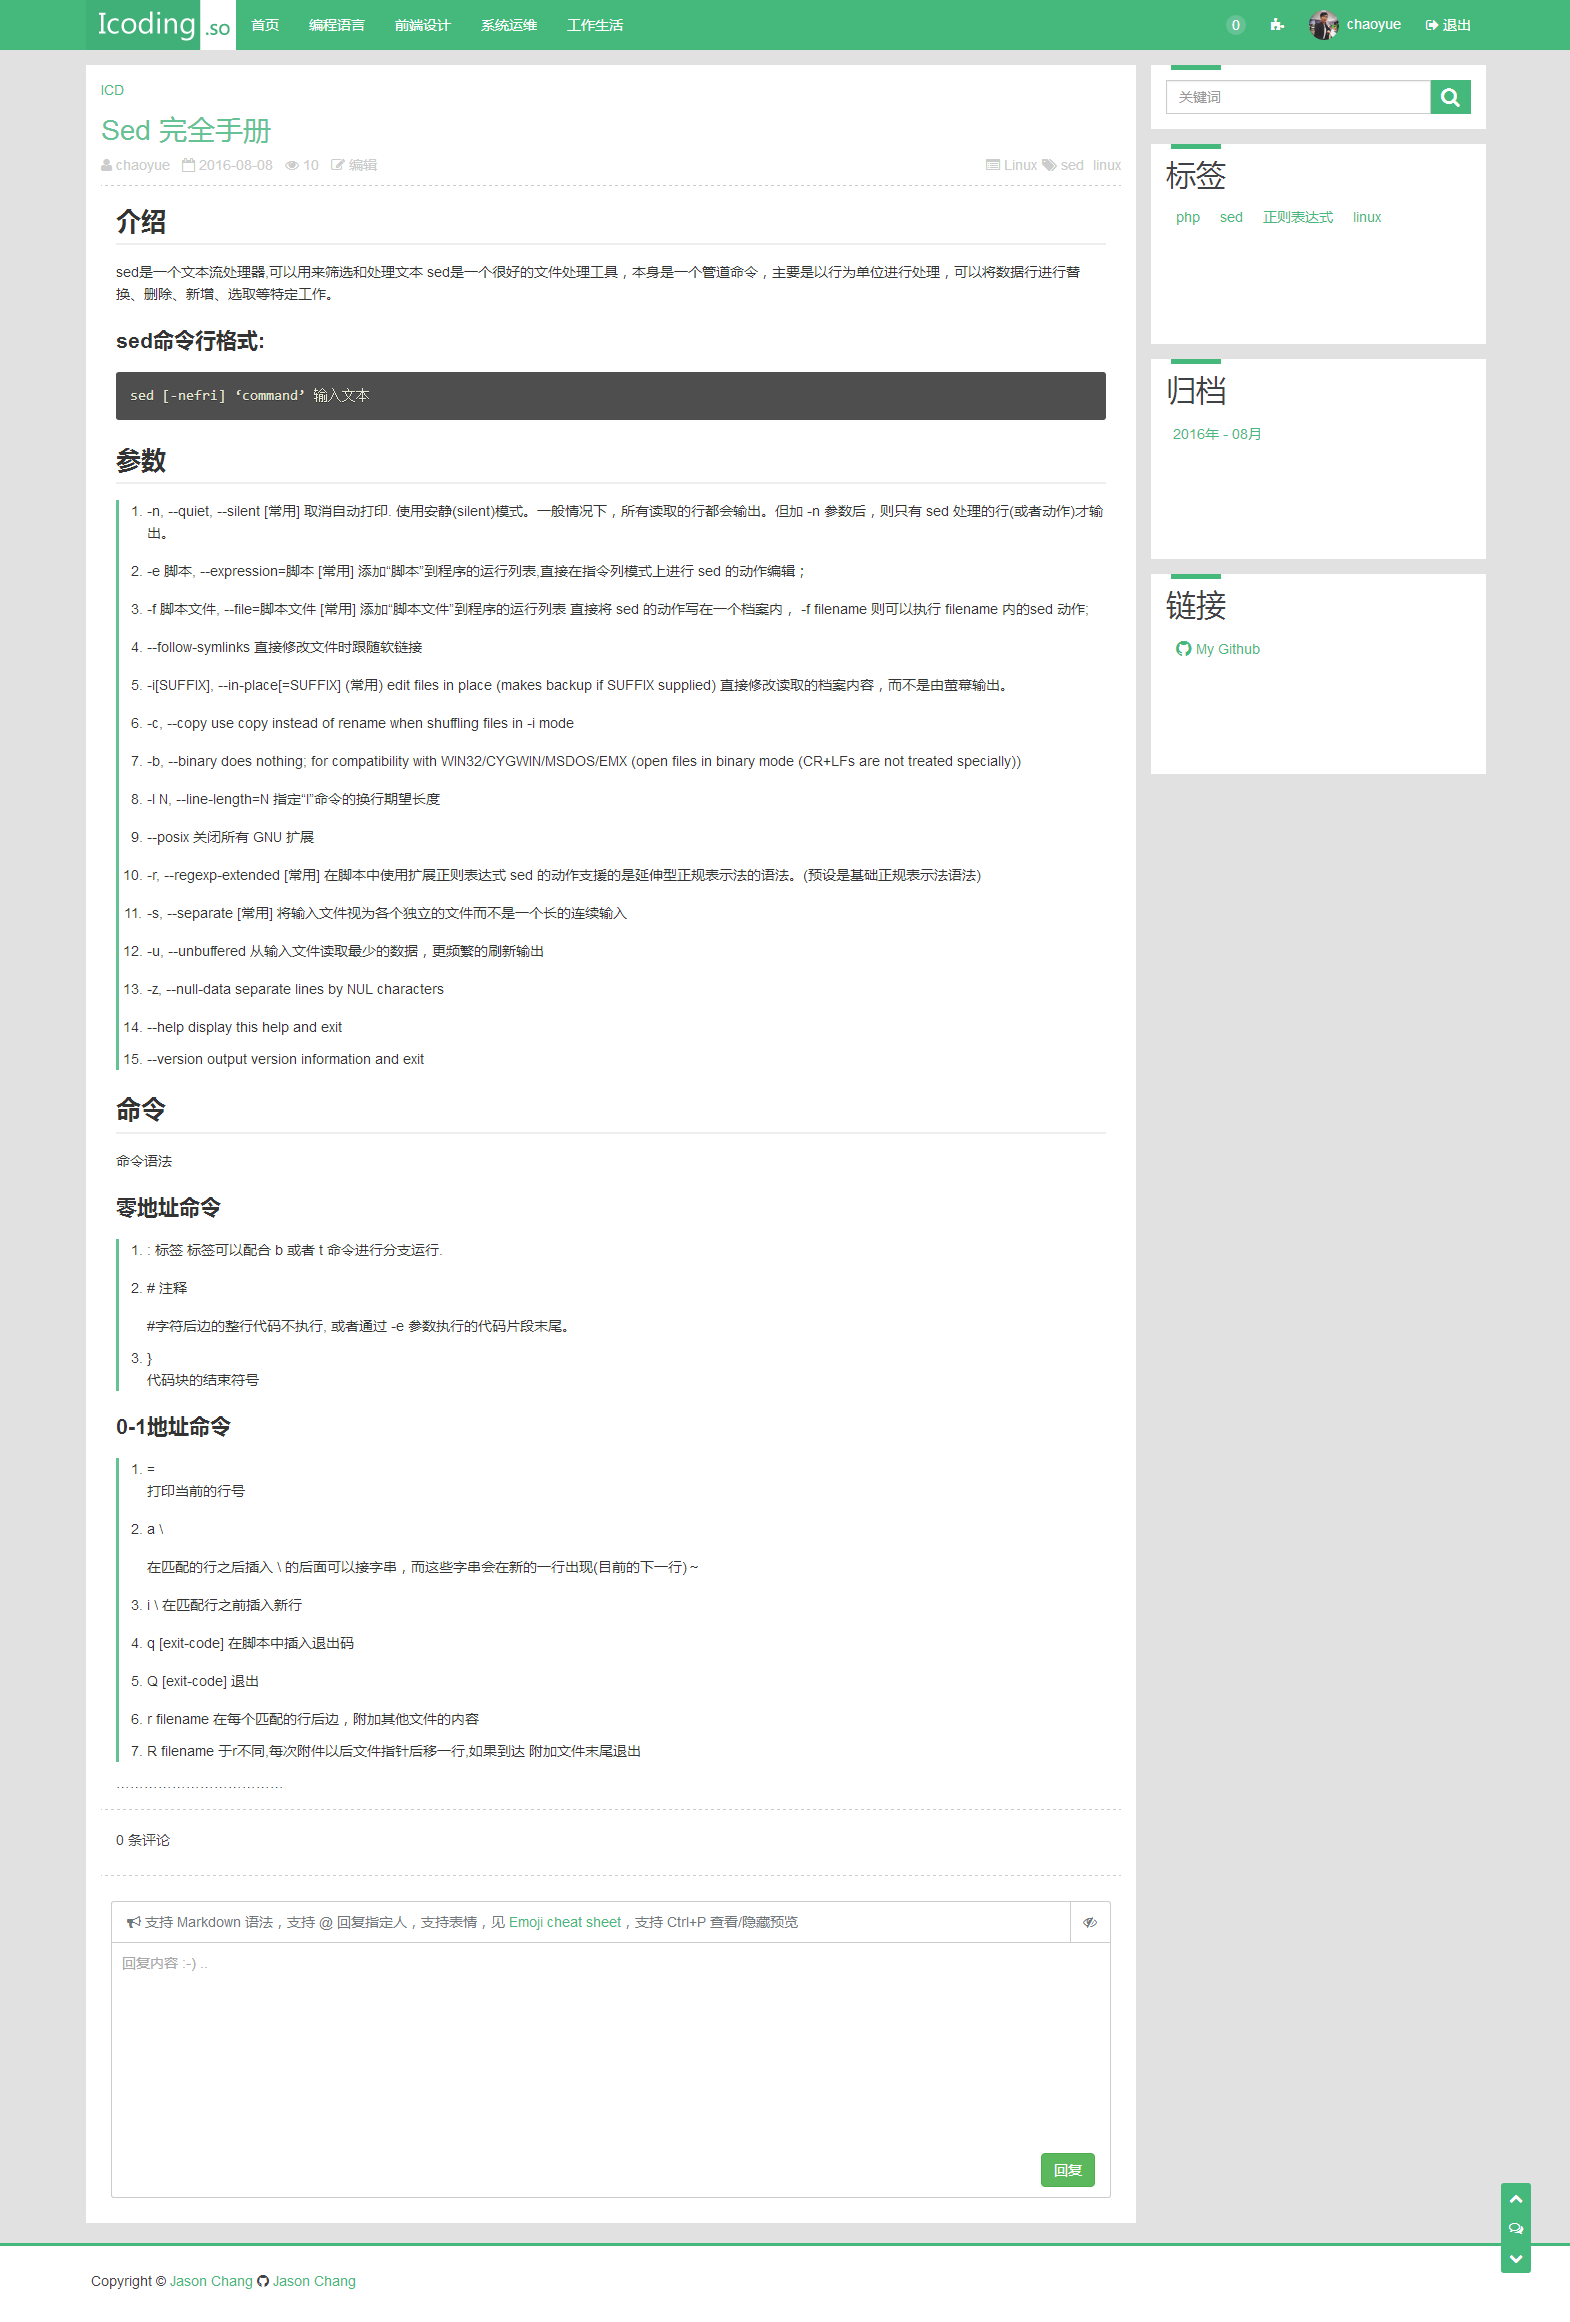 Icoding .so 首页 编程语言 前端设计 系统运维 工作生活 0 chaoyue 退出
ICD
Sed 完全手册
chaoyue 2016-08-08 10 编辑 Linux sed linux
介绍
sed是一个文本流处理器,可以用来筛选和处理文本 sed是一个很好的文件处理工具，本身是一个管道命令，主要是以行为单位进行处理，可以将数据行进行替
换、删除、新增、选取等特定工作。
sed命令行格式:
sed [-nefri] ‘command’ 输入文本
参数
1. -n, --quiet, --silent [常用] 取消自动打印. 使用安静(silent)模式。一般情况下，所有读取的行都会输出。但加 -n 参数后，则只有 sed 处理的行(或者动作)才输
出。
2. -e 脚本, --expression=脚本 [常用] 添加“脚本”到程序的运行列表,直接在指令列模式上进行 sed 的动作编辑；
3. -f 脚本文件, --file=脚本文件 [常用] 添加“脚本文件”到程序的运行列表 直接将 sed 的动作写在一个档案内， -f filename 则可以执行 filename 内的sed 动作;
4. --follow-symlinks 直接修改文件时跟随软链接
5. -i[SUFFIX], --in-place[=SUFFIX] (常用) edit files in place (makes backup if SUFFIX supplied) 直接修改读取的档案内容，而不是由萤幕输出。
6. -c, --copy use copy instead of rename when shuffling files in -i mode
7. -b, --binary does nothing; for compatibility with WIN32/CYGWIN/MSDOS/EMX (open files in binary mode (CR+LFs are not treated specially))
8. -l N, --line-length=N 指定“l”命令的换行期望长度
9. --posix 关闭所有 GNU 扩展
10. -r, --regexp-extended [常用] 在脚本中使用扩展正则表达式 sed 的动作支援的是延伸型正规表示法的语法。(预设是基础正规表示法语法)
11. -s, --separate [常用] 将输入文件视为各个独立的文件而不是一个长的连续输入
12. -u, --unbuffered 从输入文件读取最少的数据，更频繁的刷新输出
13. -z, --null-data separate lines by NUL characters
14. --help display this help and exit
15. --version output version information and exit
命令
命令语法
零地址命令
1. : 标签 标签可以配合 b 或者 t 命令进行分支运行.
2. # 注释
#字符后边的整行代码不执行, 或者通过 -e 参数执行的代码片段末尾。
3. }
代码块的结束符号
0-1地址命令
1. =
打印当前的行号
2. a \
在匹配的行之后插入 \ 的后面可以接字串，而这些字串会在新的一行出现(目前的下一行)～
3. i \ 在匹配行之前插入新行
4. q [exit-code] 在脚本中插入退出码
5. Q [exit-code] 退出
6. r filename 在每个匹配的行后边，附加其他文件的内容
7. R filename 于r不同,每次附件以后文件指针后移一行,如果到达 附加文件末尾退出
………………………………
0 条评论
支持 Markdown 语法，支持 @ 回复指定人，支持表情，见 Emoji cheat sheet，支持 Ctrl+P 查看/隐藏预览
回复内容 :-) ..
回复
关键词
标签
php sed 正则表达式 linux
归档
2016年 - 08月
链接
My Github
Copyright © Jason Chang Jason Chang